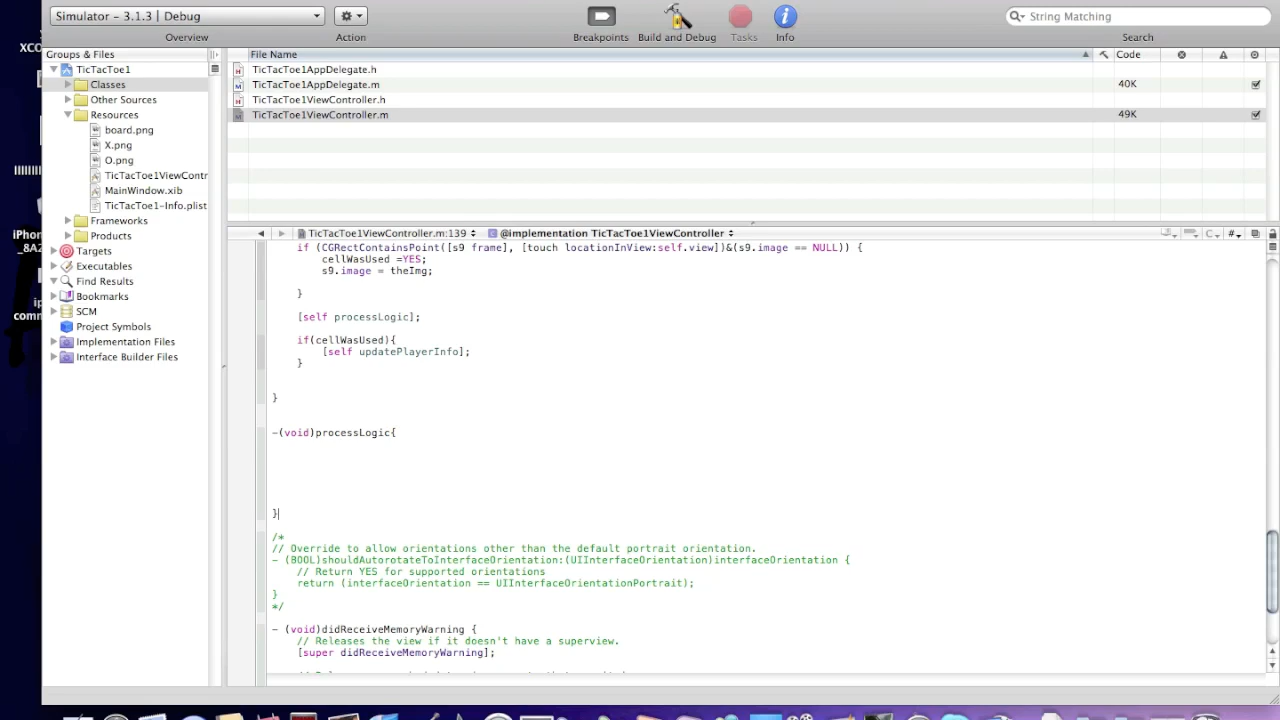 Simulator - 3.1.3 | Debug
Overview
Action
Breakpoints
Build and Debug
Tasks
Info
String Matching
Search
Groups & Files
File Name
Code
XCO
TicTacToe1
Classes
Other Sources
Resources
board.png
X.png
O.png
TicTacToe1ViewContr
MainWindow.xib
TicTacToe1-Info.plist
Frameworks
Products
Targets
Executables
Find Results
Bookmarks
SCM
Project Symbols
Implementation Files
Interface Builder Files
iPhon
_8A2
ip
comm
TicTacToe1AppDelegate.h
TicTacToe1AppDelegate.m 40K
TicTacToe1ViewController.h
TicTacToe1ViewController.m 49K
TicTacToe1ViewController.m:139 @implementation TicTacToe1ViewController
if (CGRectContainsPoint([s9 frame], [touch locationInView:self.view])&(s9.image == NULL)) {
cellWasUsed =YES;
s9.image = theImg;
}
[self processLogic];
if(cellWasUsed){
[self updatePlayerInfo];
}
}
-(void)processLogic{
}
/*
// Override to allow orientations other than the default portrait orientation.
- (BOOL)shouldAutorotateToInterfaceOrientation:(UIInterfaceOrientation)interfaceOrientation {
// Return YES for supported orientations
return (interfaceOrientation == UIInterfaceOrientationPortrait);
}
*/
- (void)didReceiveMemoryWarning {
// Releases the view if it doesn't have a superview.
[super didReceiveMemoryWarning];